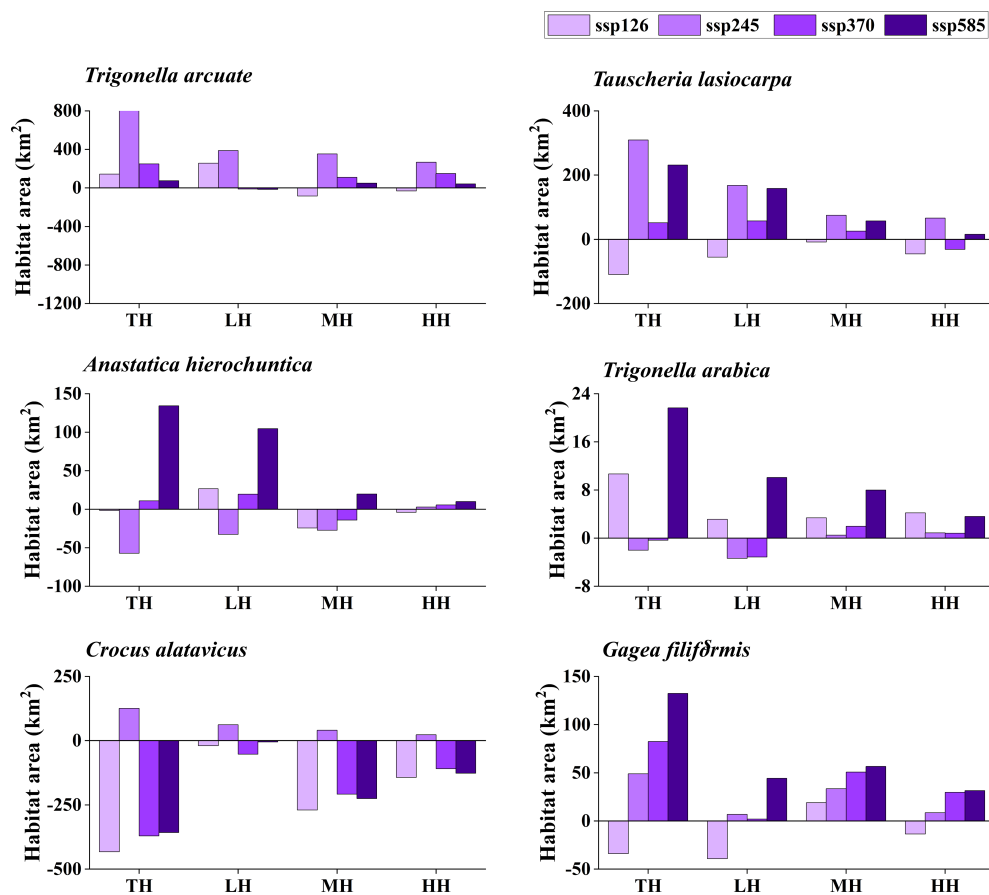 ssp126 ssp245 ssp370 ssp585
Trigonella arcuate
Habitat area (km²)
800
400
0
-400
-800
-1200
TH LH MH HH
Tauscheria lasiocarpa
Habitat area (km²)
400
200
0
-200
TH LH MH HH
Anastatica hierochuntica
Habitat area (km²)
150
100
50
0
-50
-100
TH LH MH HH
Trigonella arabica
Habitat area (km²)
24
16
8
0
-8
TH LH MH HH
Crocus alatavicus
Habitat area (km²)
250
0
-250
-500
TH LH MH HH
s
Gagea filiformis
Habitat area (km²)
150
100
50
0
-50
TH LH MH HH